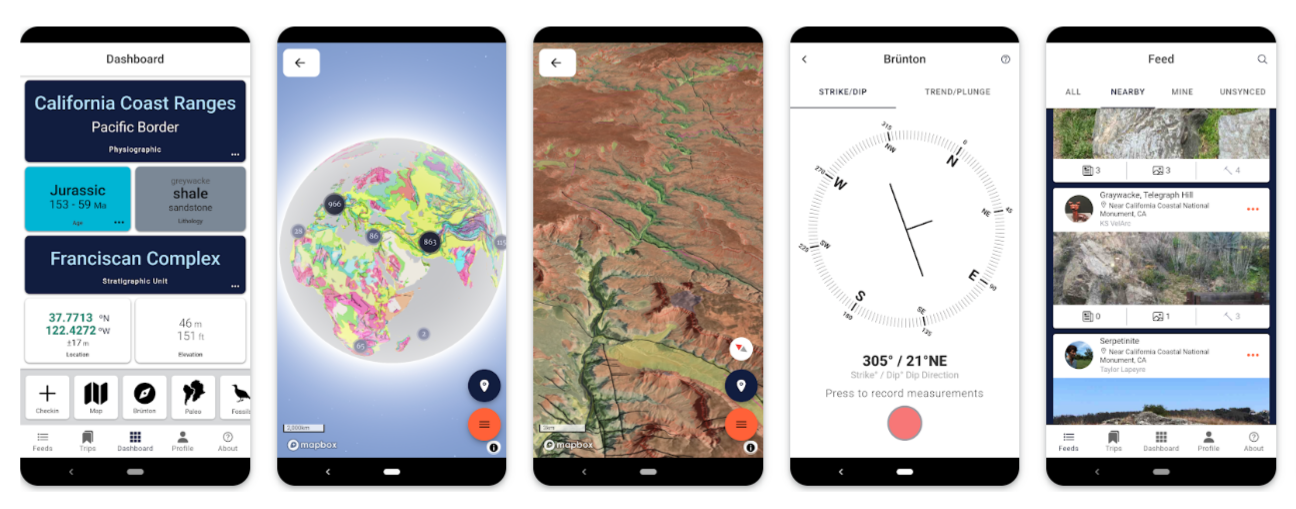 Dashboard
California Coast Ranges
Pacific Border
Physiographic
Jurassic
153 - 59 Ma
Age
greywacke
shale
sandstone
Lithology
Franciscan Complex
Stratigraphic Unit
37.7713 °N
122.4272 °W
±17 m
Location
46 m
151 ft
Elevation
Checkin
Map
Brünton
Paleo
Fossils
Feeds
Trips
Dashboard
Profile
About
966
28
86
863
115
2
65
2,000km
mapbox
2km
mapbox
Brünton
STRIKE/DIP
TREND/PLUNGE
315
NW
0
N
270
W
NE
45
SW
225
E
90
S
180
SE
135
305° / 21°NE
Strike° / Dip° Dip Direction
Press to record measurements
Feed
ALL
NEARBY
MINE
UNSYNCED
3
3
4
Graywacke, Telegraph Hill
Near California Coastal National
Monument, CA
KS VelArc
0
1
3
Serpetinite
Near California Coastal National
Monument, CA
Taylor Lapeyre
Feeds
Trips
Dashboard
Profile
About